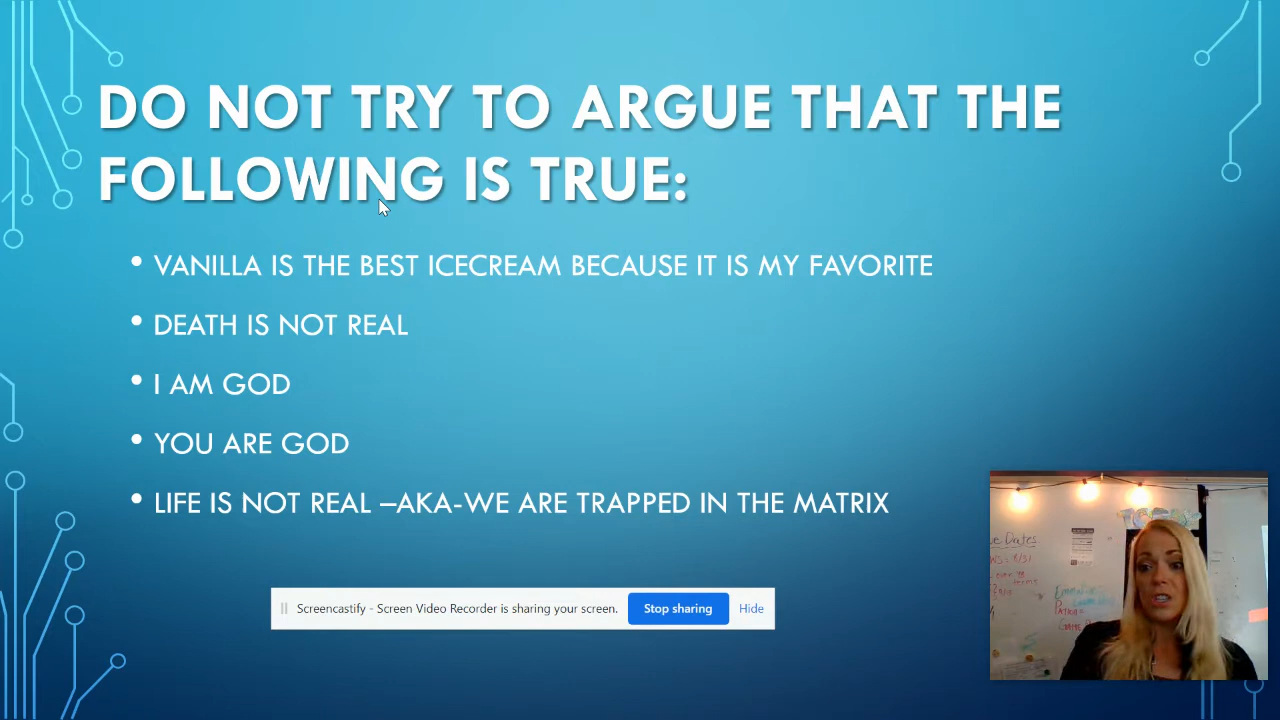 DO NOT TRY TO ARGUE THAT THE
FOLLOWING IS TRUE:
• VANILLA IS THE BEST ICECREAM BECAUSE IT IS MY FAVORITE
• DEATH IS NOT REAL
• I AM GOD
• YOU ARE GOD
• LIFE IS NOT REAL –AKA-WE ARE TRAPPED IN THE MATRIX
Screencastify - Screen Video Recorder is sharing your screen. Stop sharing Hide
Dates